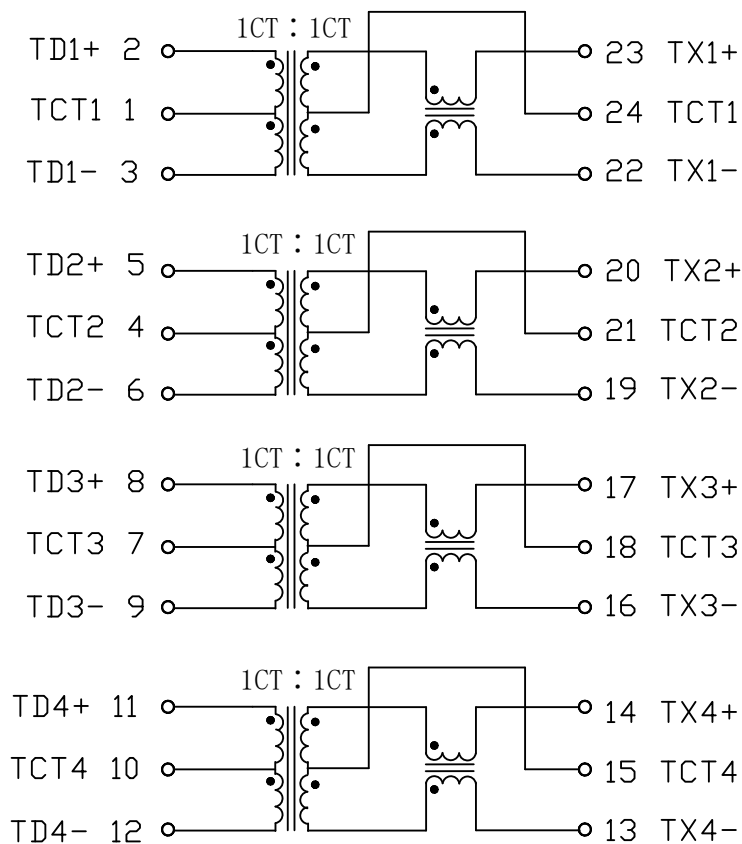 1CT : 1CT
TD1+ 2 23 TX1+
TCT1 1 24 TCT1
TD1- 3 22 TX1-
1CT : 1CT
TD2+ 5 20 TX2+
TCT2 4 21 TCT2
TD2- 6 19 TX2-
1CT : 1CT
TD3+ 8 17 TX3+
TCT3 7 18 TCT3
TD3- 9 16 TX3-
1CT : 1CT
TD4+ 11 14 TX4+
TCT4 10 15 TCT4
TD4- 12 13 TX4-